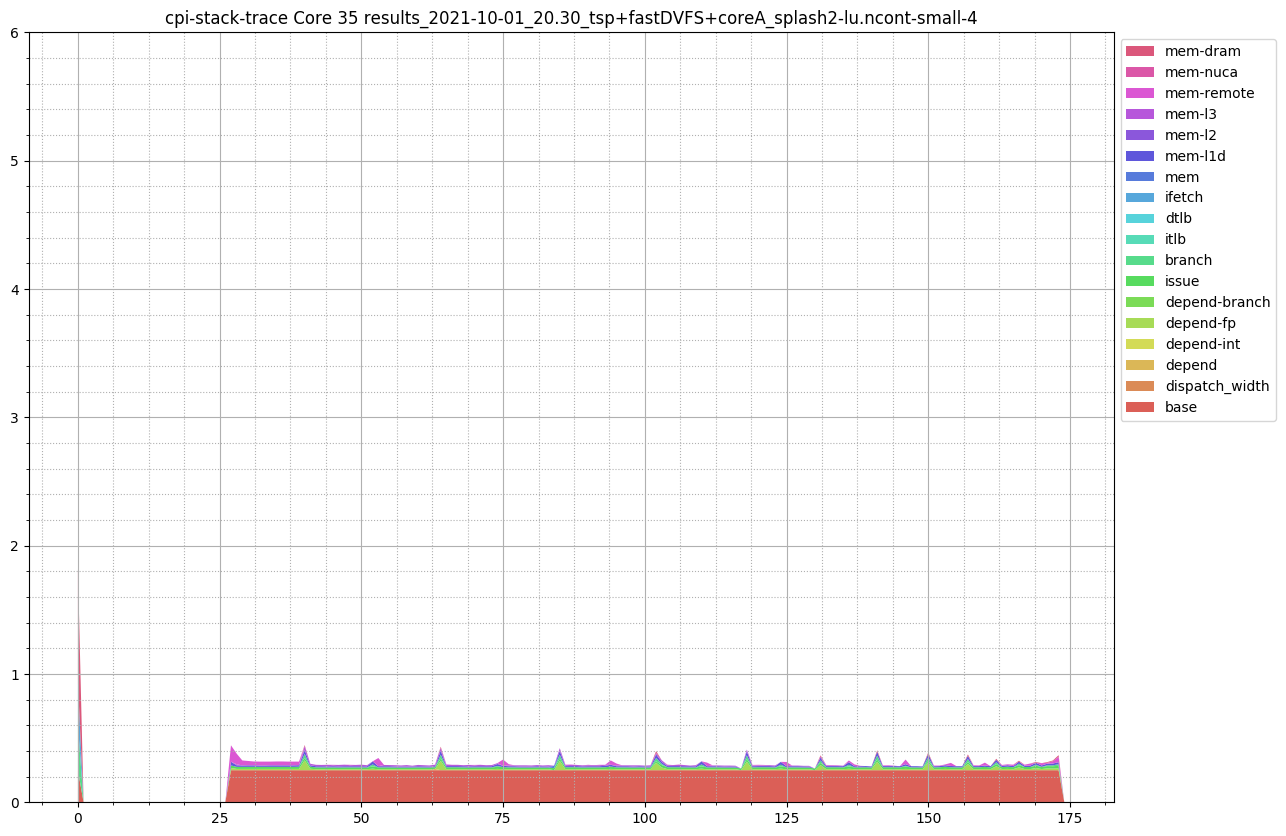 cpi-stack-trace Core 35 results_2021-10-01_20.30_tsp+fastDVFS+coreA_splash2-lu.ncont-small-4
6
5
4
3
2
1
0
0 25 50 75 100 125 150 175
mem-dram
mem-nuca
mem-remote
mem-l3
mem-l2
mem-l1d
mem
ifetch
dtlb
itlb
branch
issue
depend-branch
depend-fp
depend-int
depend
dispatch_width
base